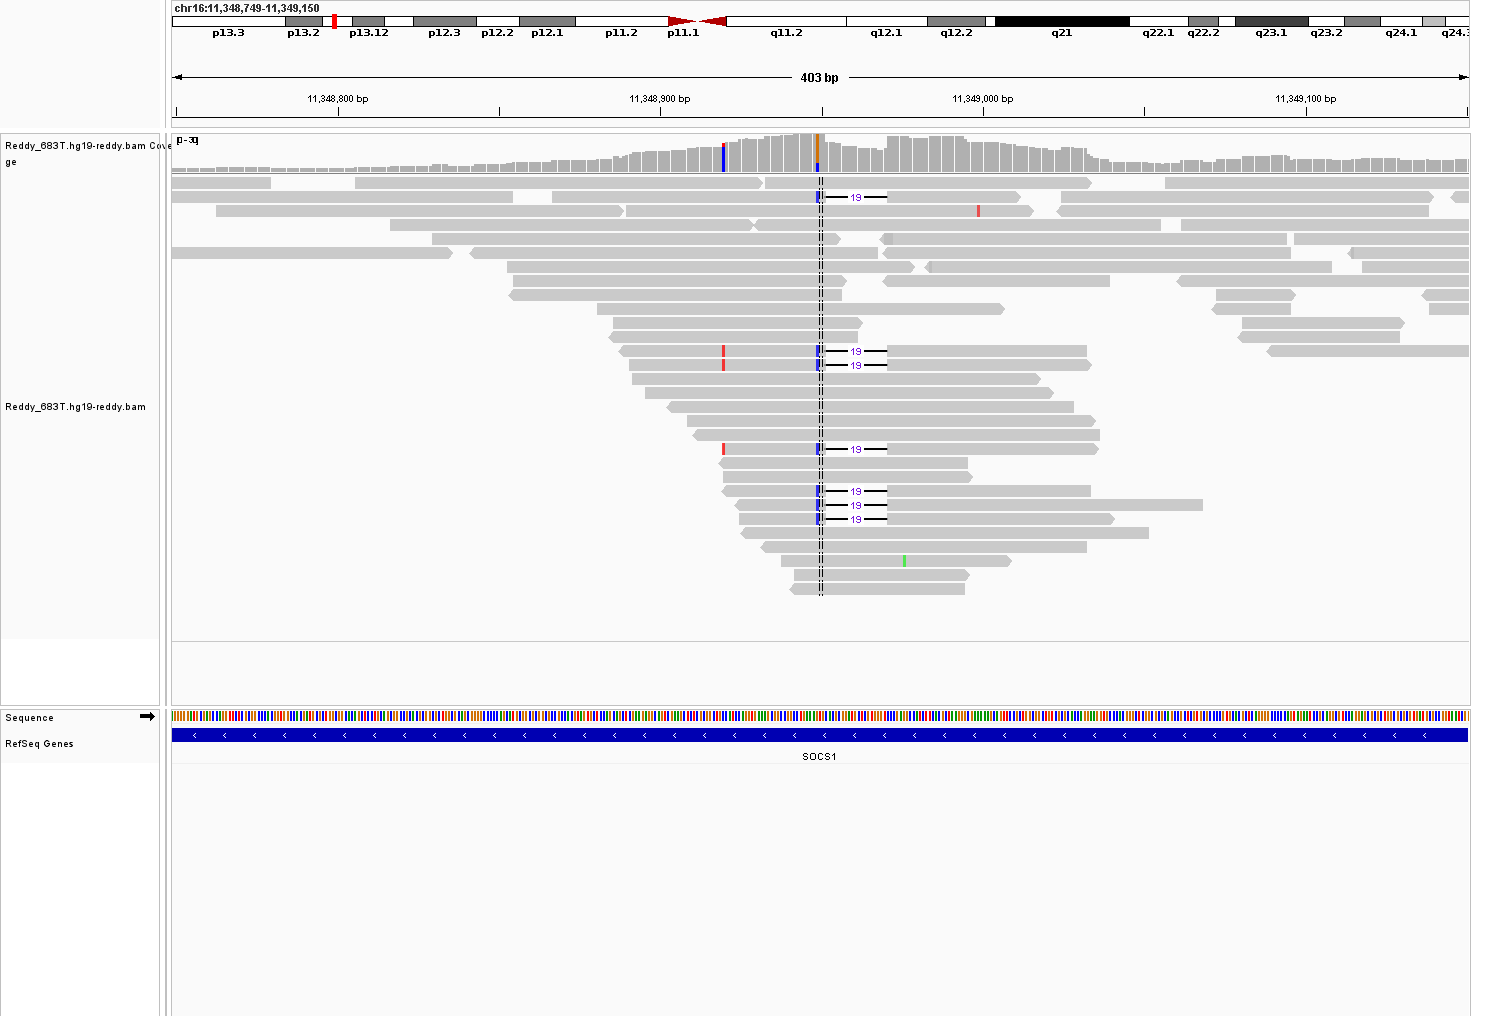 chr16:11,348,749-11,349,150
p13.3 p13.2 p13.12 p12.3 p12.2 p12.1 p11.2 p11.1 q11.2 q12.1 q12.2 q21 q22.1 q22.2 q23.1 q23.2 q24.1
403 bp
11,348,800 bp 11,348,900 bp 11,349,000 bp 11,349,100 bp
Reddy_683T.hg19-reddy.bam Cove
ge
19
19
19
Reddy_683T.hg19-reddy.bam
19
19
19
19
Sequence
RefSeq Genes
SOCS1